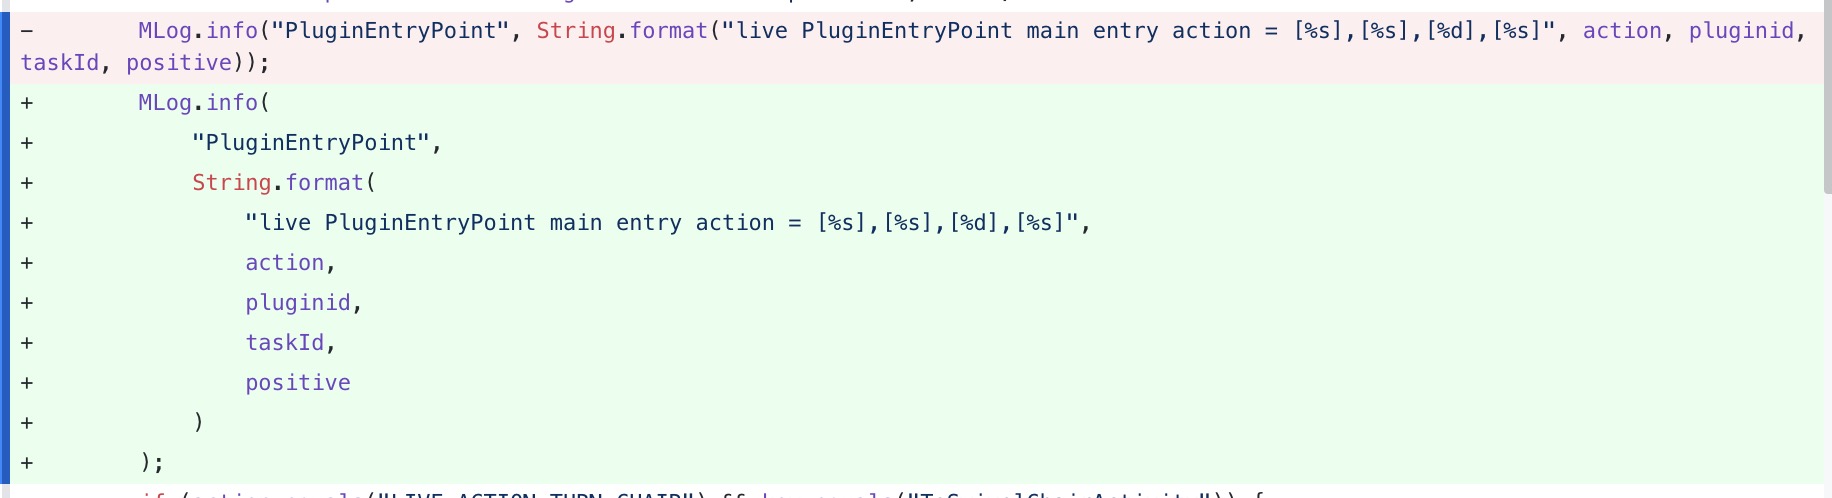 -        MLog.info("PluginEntryPoint", String.format("live PluginEntryPoint main entry action = [%s],[%s],[%d],[%s]", action, pluginid,
taskId, positive));
+        MLog.info(
+            "PluginEntryPoint",
+            String.format(
+                "live PluginEntryPoint main entry action = [%s],[%s],[%d],[%s]",
+                action,
+                pluginid,
+                taskId,
+                positive
+            )
+        );